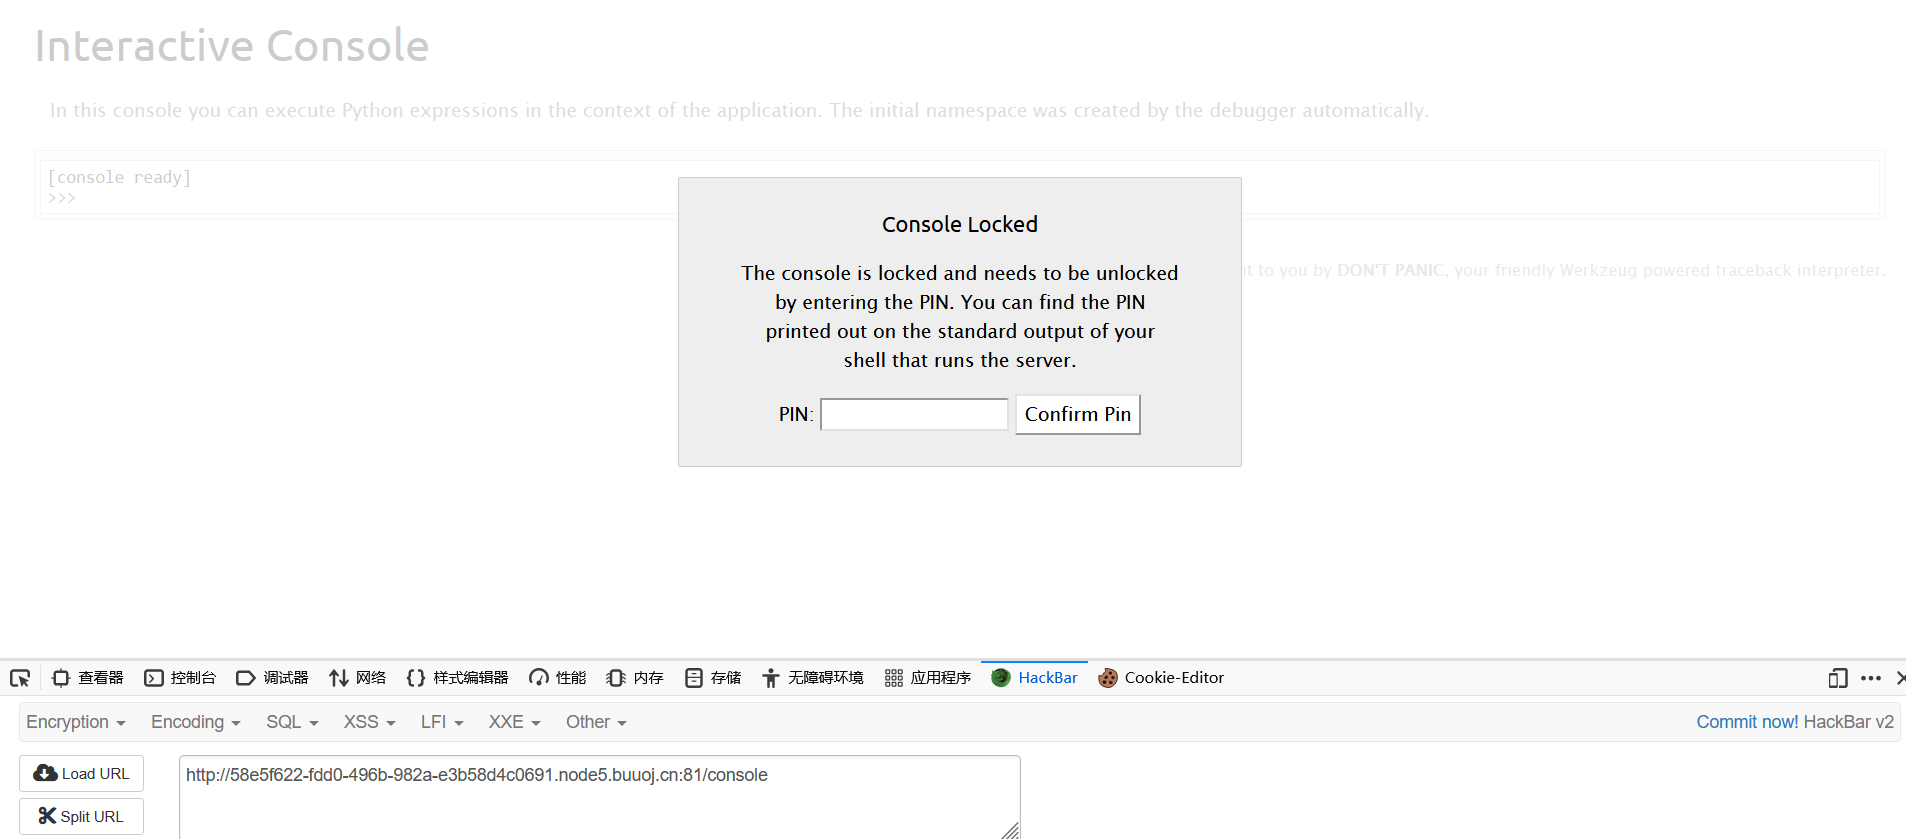 Interactive Console
In this console you can execute Python expressions in the context of the application. The initial namespace was created by the debugger automatically.
[console ready]
>>>
Console Locked
The console is locked and needs to be unlocked
by entering the PIN. You can find the PIN
printed out on the standard output of your
shell that runs the server.
PIN:
Confirm Pin
to you by DON'T PANIC, your friendly Werkzeug powered traceback interpreter.
查看器 控制台 调试器 网络 样式编辑器 性能 内存 存储 无障碍环境 应用程序 HackBar Cookie-Editor
Encryption Encoding SQL XSS LFI XXE Other Commit now! HackBar v2
Load URL
http://58e5f622-fdd0-496b-982a-e3b58d4c0691.node5.buuoj.cn:81/console
Split URL